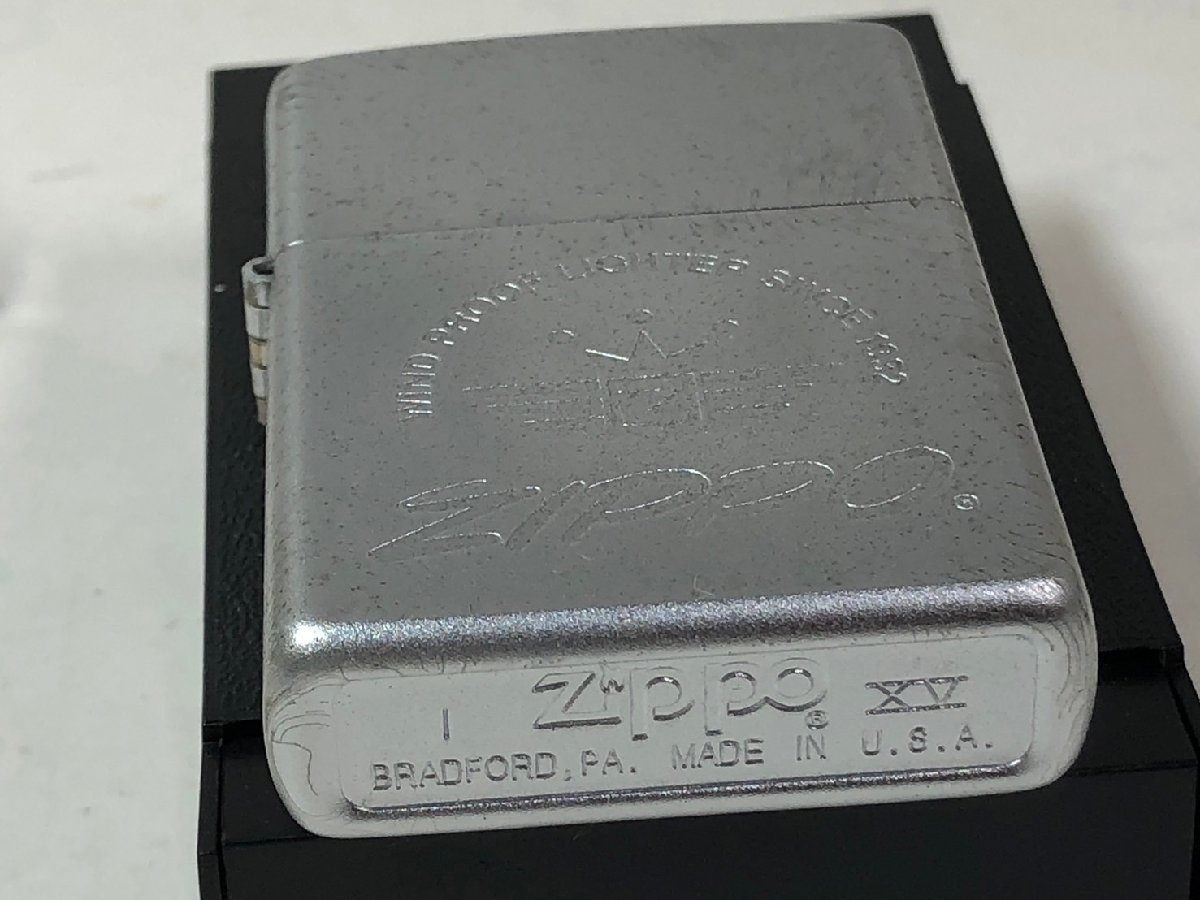 WIND PROOF LIGHTER SINCE 1932
Zippo®
I Zippo® XV
BRADFORD, PA. MADE IN U.S.A.